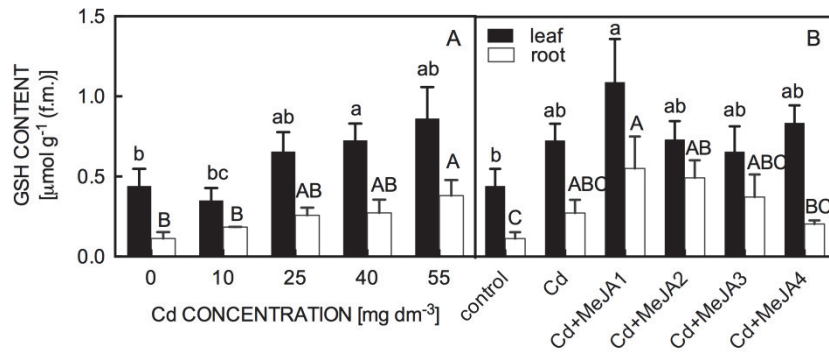 GSH CONTENT
[µmol g⁻¹ (f.m.)]
1.5
1.0
0.5
0.0
A
b
B
bc
B
ab
AB
a
AB
ab
A
0 10 25 40 55
Cd CONCENTRATION [mg dm⁻³]
leaf
root
B
b
C
ab
ABC
a
A
ab
AB
ab
ABC
ab
BC
control
Cd
Cd+MeJA1
Cd+MeJA2
Cd+MeJA3
Cd+MeJA4